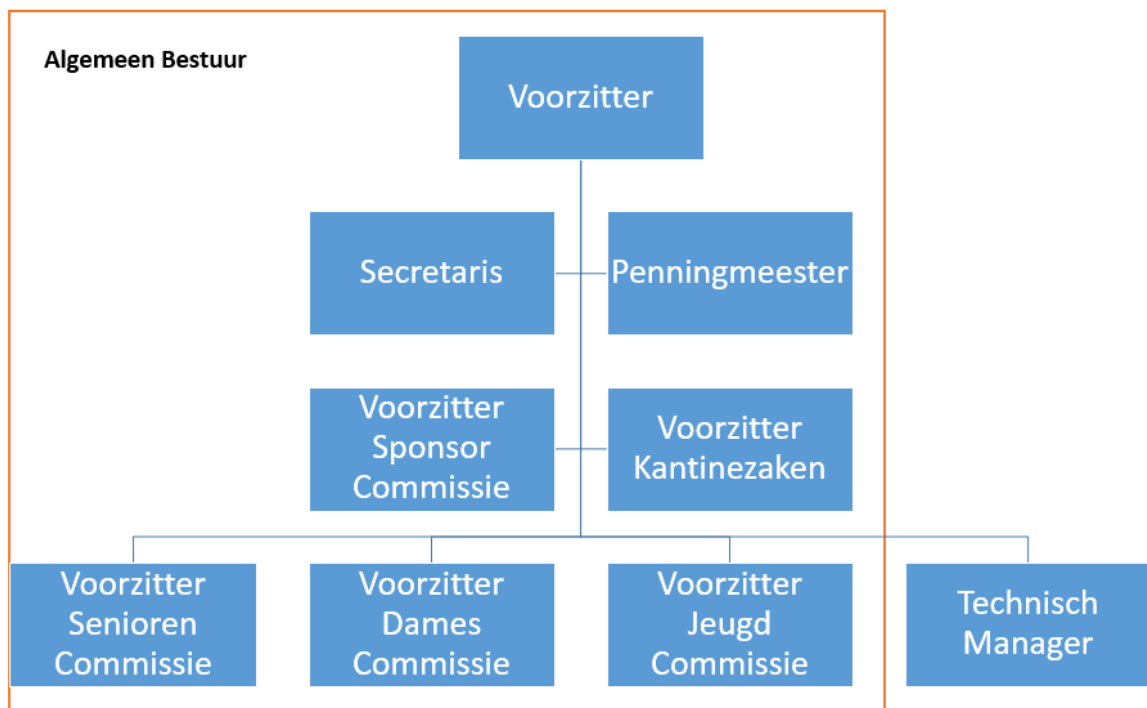 Algemeen Bestuur
Voorzitter
Secretaris
Penningmeester
Voorzitter
Sponsor
Commissie
Voorzitter
Kantinezaken
Voorzitter
Senioren
Commissie
Voorzitter
Dames
Commissie
Voorzitter
Jeugd
Commissie
Technisch
Manager